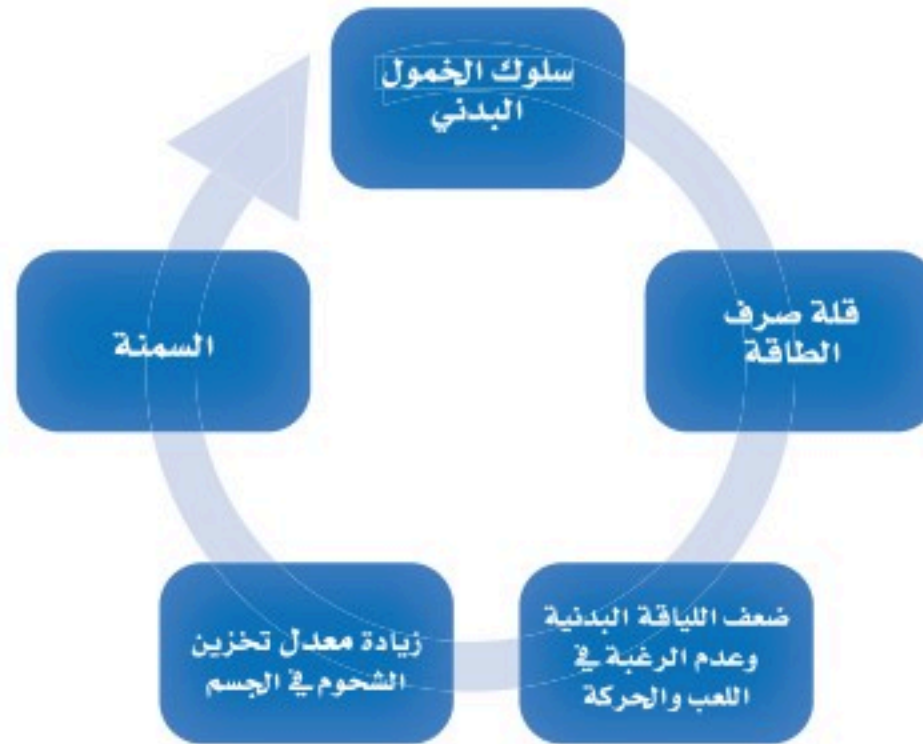 سلوك الخمول
البدني
قلة صرف
الطاقة
ضعف اللياقة البدنية
وعدم الرغبة في
اللعب والحركة
زيادة معدل تخزين
الشحوم في الجسم
السمنة